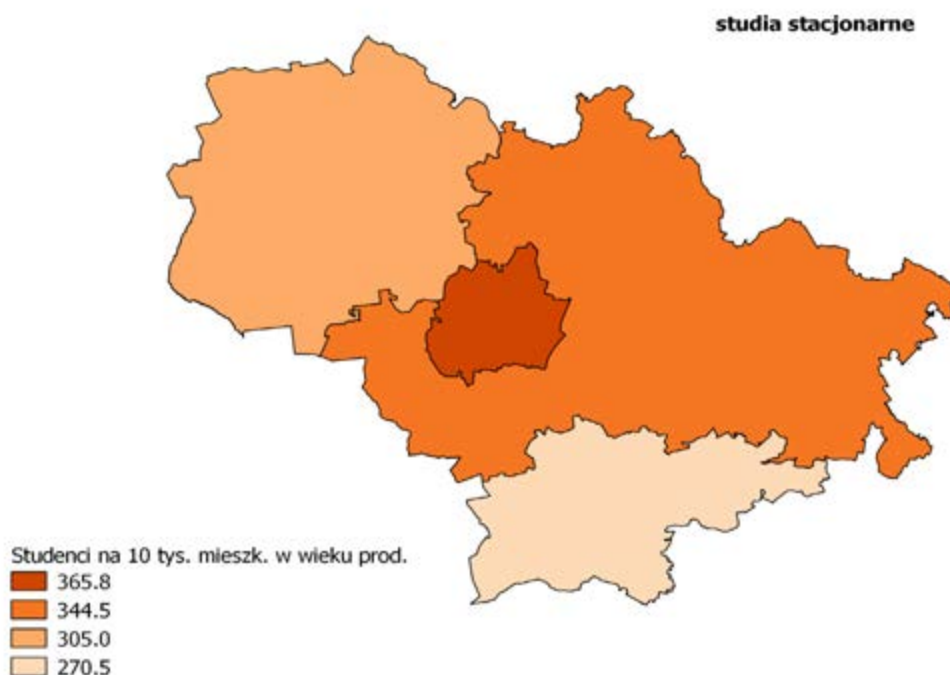 studia stacjonarne
Studenci na 10 tys. mieszk. w wieku prod.
365.8
344.5
305.0
270.5